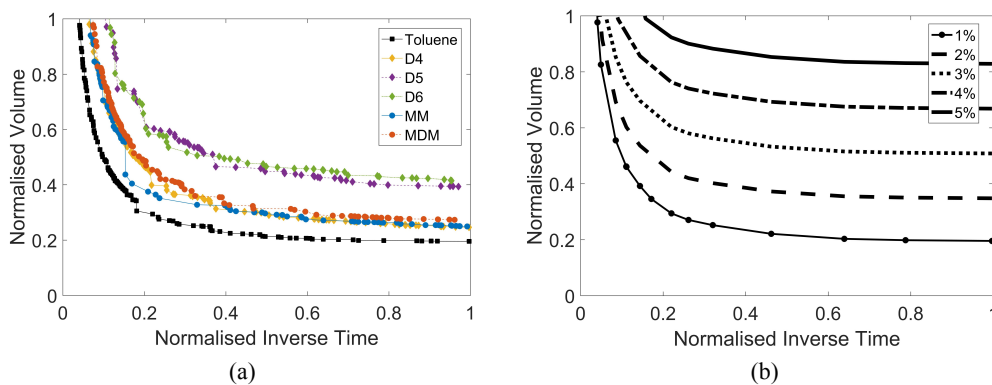 1
0.8
0.6
0.4
0.2
0
0 0.2 0.4 0.6 0.8 1
Normalised Volume
Normalised Inverse Time
Toluene
D4
D5
D6
MM
MDM
(a)
1
0.8
0.6
0.4
0.2
0
0 0.2 0.4 0.6 0.8 1
Normalised Volume
Normalised Inverse Time
1%
2%
3%
4%
5%
(b)